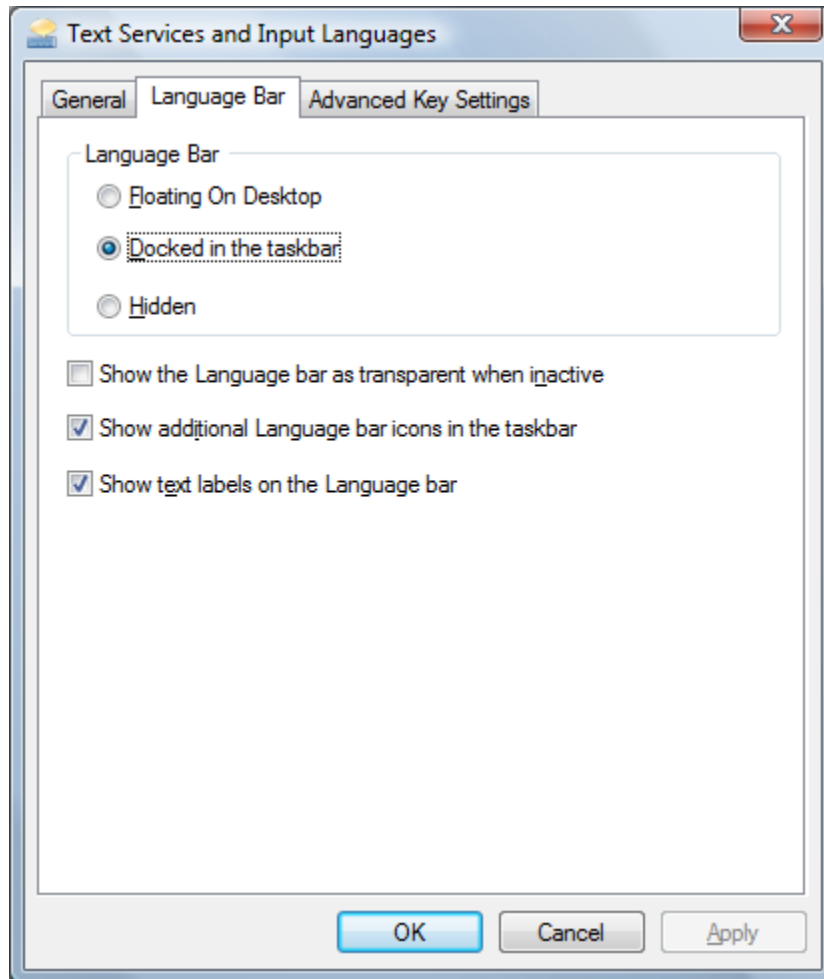 Text Services and Input Languages
General Language Bar Advanced Key Settings
Language Bar
Floating On Desktop
Docked in the taskbar
Hidden
Show the Language bar as transparent when inactive
Show additional Language bar icons in the taskbar
Show text labels on the Language bar
OK Cancel Apply